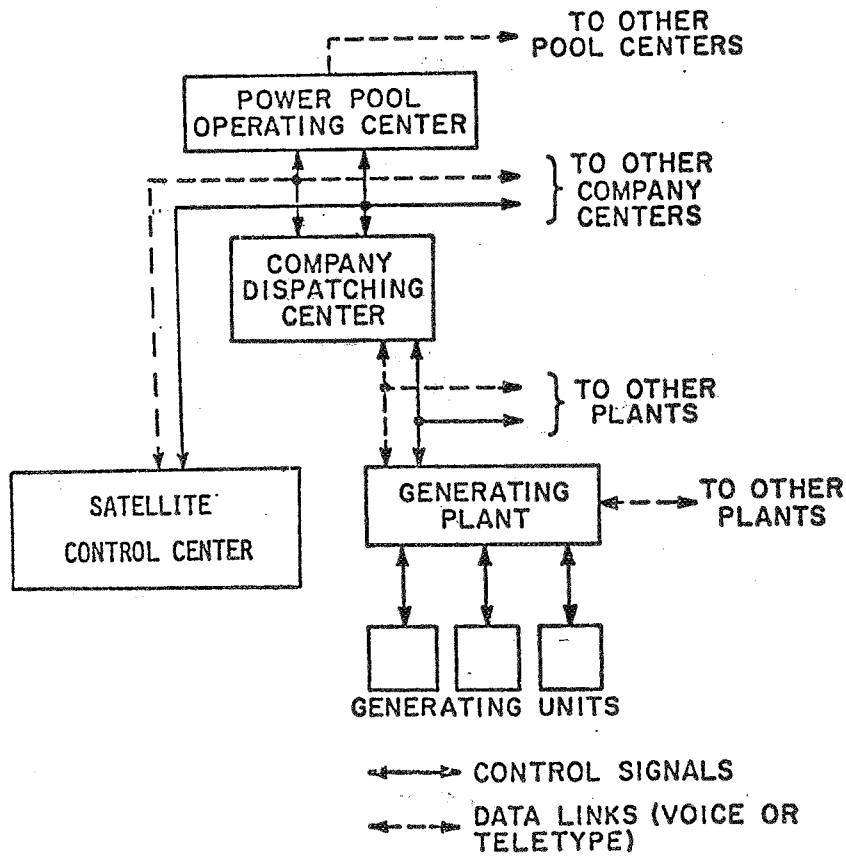 TO OTHER
POOL CENTERS
POWER POOL
OPERATING CENTER
TO OTHER
COMPANY
CENTERS
COMPANY
DISPATCHING
CENTER
TO OTHER
PLANTS
SATELLITE
CONTROL CENTER
GENERATING
PLANT
TO OTHER
PLANTS
GENERATING UNITS
CONTROL SIGNALS
DATA LINKS (VOICE OR
TELETYPE)